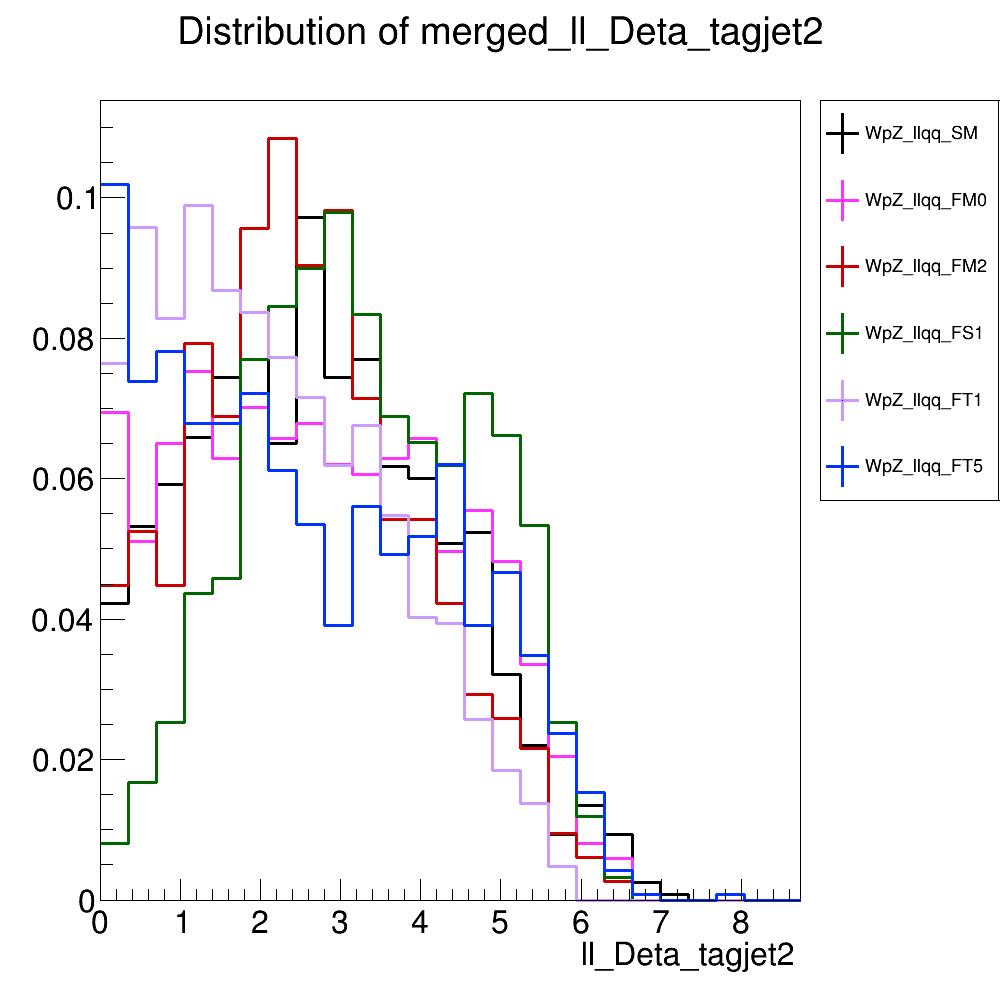 Distribution of merged_ll_Deta_tagjet2
WpZ_llqq_SM
WpZ_llqq_FM0
WpZ_llqq_FM2
WpZ_llqq_FS1
WpZ_llqq_FT1
WpZ_llqq_FT5
0.1
0.08
0.06
0.04
0.02
0
0 1 2 3 4 5 6 7 8
ll_Deta_tagjet2